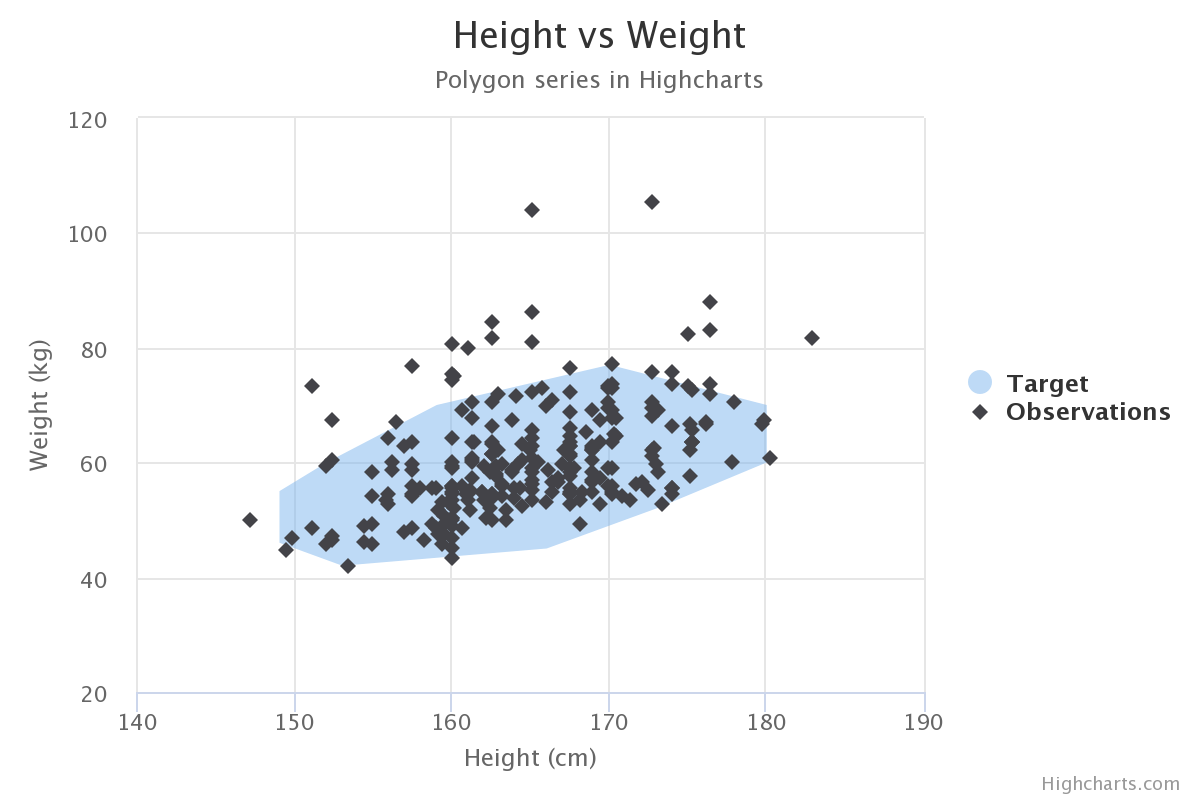 Height vs Weight
Polygon series in Highcharts
120
100
80
60
40
20
Weight (kg)
140 150 160 170 180 190
Height (cm)
Target
Observations
Highcharts.com